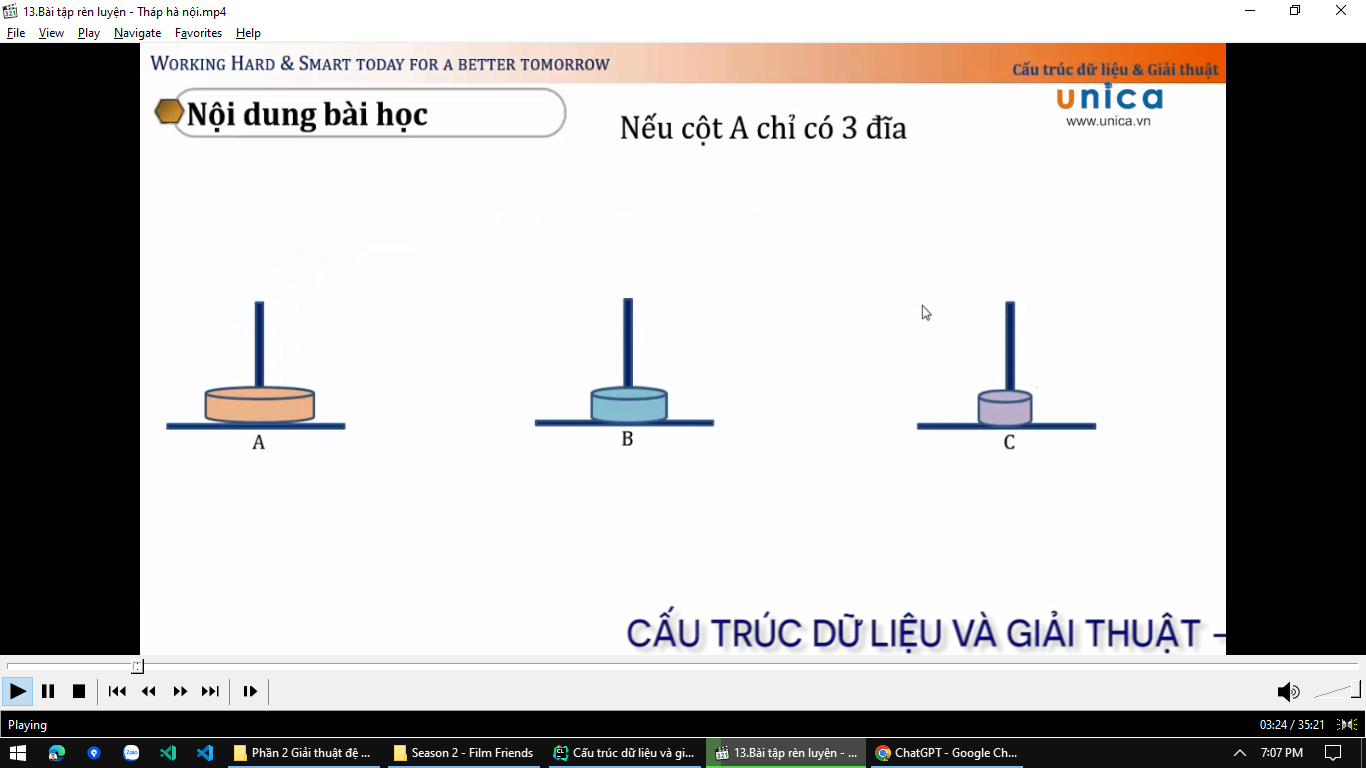 13.Bài tập rèn luyện - Tháp hà nội.mp4
File View Play Navigate Favorites Help
WORKING HARD & SMART TODAY FOR A BETTER TOMORROW
Cấu trúc dữ liệu & Giải thuật
Nội dung bài học
Nếu cột A chỉ có 3 đĩa
unica
www.unica.vn
A
B
C
CẤU TRÚC DỮ LIỆU VÀ GIẢI THUẬT -
Playing
03:24 / 35:21
Zalo
Phần 2 Giải thuật đệ ...
Season 2 - Film Friends
CL
Cấu trúc dữ liệu và gi...
321
13.Bài tập rèn luyện - ...
ChatGPT - Google Ch...
7:07 PM